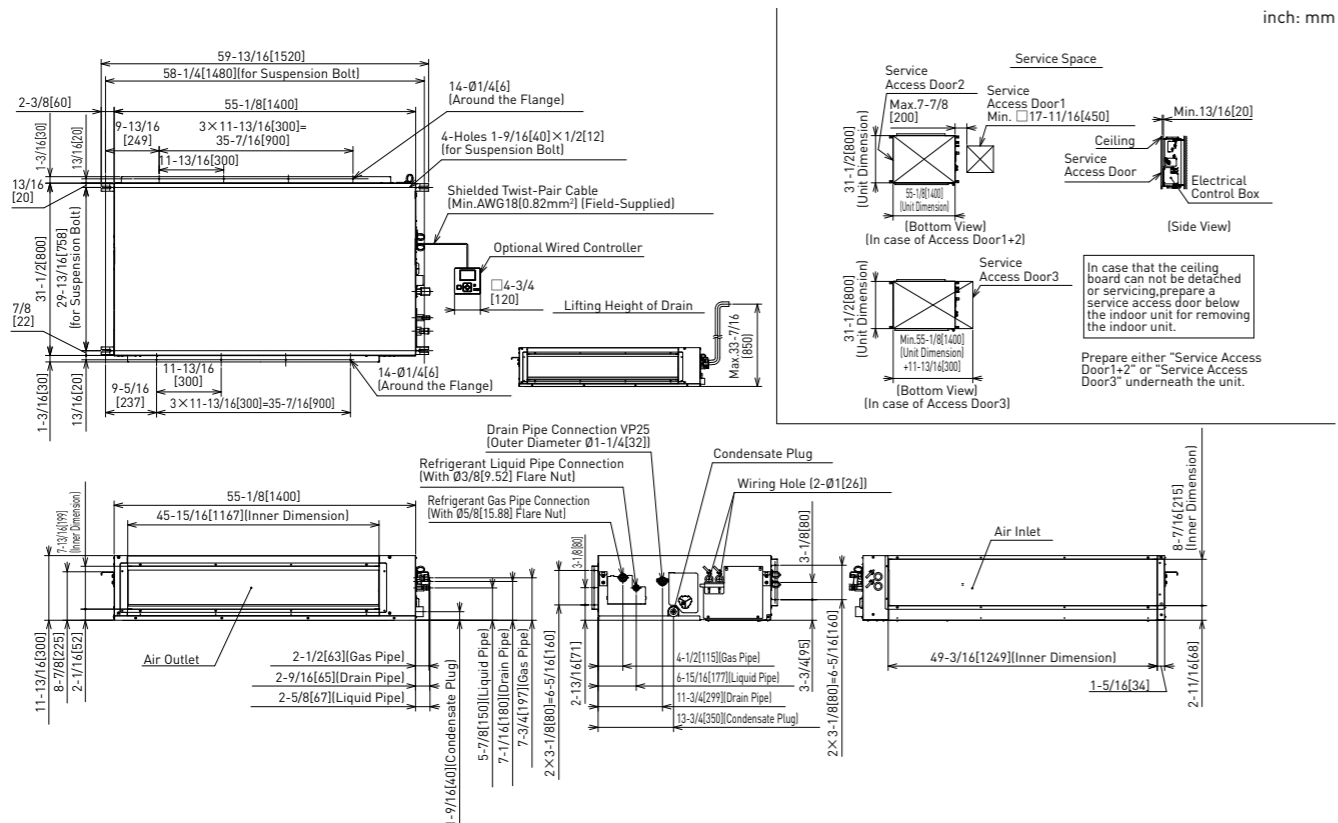 inch: mm
59-13/16[1520]
58-1/4[1480](for Suspension Bolt)
2-3/8[60]
55-1/8[1400]
14-Ø1/4[6]
(Around the Flange)
9-13/16
[249]
3×11-13/16[300]=
35-7/16[900]
11-13/16[300]
4-Holes 1-9/16[40]×1/2[12]
(for Suspension Bolt)
1-3/16[30]
13/16[20]
13/16
[20]
Shielded Twist-Pair Cable
(Min.AWG18(0.82mm²) (Field-Supplied)
Optional Wired Controller
□4-3/4
[120]
31-1/2[800]
29-13/16[758]
(for Suspension Bolt)
7/8
[22]
1-3/16[30]
13/16[20]
9-5/16
[237]
11-13/16
[300]
3×11-13/16[300]=35-7/16[900]
14-Ø1/4[6]
(Around the Flange)
Lifting Height of Drain
Max.33-7/16
[850]
Service Space
Service
Access Door2
Max.7-7/8
[200]
Service
Access Door1
Min. □17-11/16[450]
31-1/2[800]
(Unit Dimension)
55-1/8[1400]
(Unit Dimension)
(Bottom View)
(In case of Access Door1+2)
Min.13/16[20]
Ceiling
Service
Access Door
Electrical
Control Box
(Side View)
Service
Access Door3
31-1/2[800]
(Unit Dimension)
Min.55-1/8[1400]
(Unit Dimension)
+11-13/16[300]
(Bottom View)
(In case of Access Door3)
In case that the ceiling
board can not be detached
or servicing,prepare a
service access door below
the indoor unit for removing
the indoor unit.
Prepare either "Service Access
Door1+2" or "Service Access
Door3" underneath the unit.
55-1/8[1400]
45-15/16[1167](Inner Dimension)
7-13/16[199]
(Inner Dimension)
11-13/16[300]
8-7/8[225]
2-1/16[52]
Air Outlet
2-1/2[63](Gas Pipe)
2-9/16[65](Drain Pipe)
2-5/8[67](Liquid Pipe)
1-9/16[40](Condensate Plug)
5-7/8[150](Liquid Pipe)
7-1/16[180](Drain Pipe)
7-3/4[197](Gas Pipe)
Drain Pipe Connection VP25
(Outer Diameter Ø1-1/4[32])
Refrigerant Liquid Pipe Connection
(With Ø3/8[9.52] Flare Nut)
Refrigerant Gas Pipe Connection
(With Ø5/8[15.88] Flare Nut)
Condensate Plug
Wiring Hole (2-Ø1[26])
3-1/8[80]
2×3-1/8[80]=6-5/16[160]
2-13/16[71]
4-1/2[115](Gas Pipe)
6-15/16[177](Liquid Pipe)
11-3/4[299](Drain Pipe)
13-3/4[350](Condensate Plug)
3-1/8[80]
3-3/4[95]
2×3-1/8[80]=6-5/16[160]
Air Inlet
8-7/16[215]
(Inner Dimension)
49-3/16[1249](Inner Dimension)
1-5/16[34]
2-11/16[68]